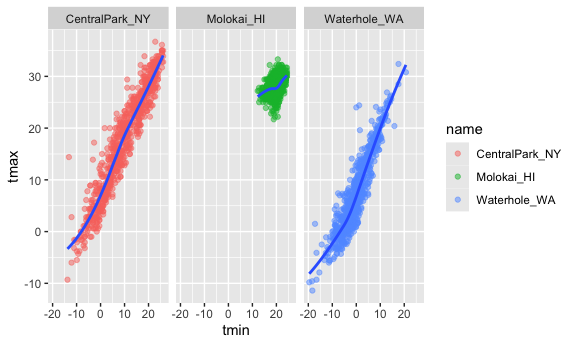 CentralPark_NY Molokai_HI Waterhole_WA
30
20
10
0
-10
tmax
-20 -10 0 10 20 -20 -10 0 10 20 -20 -10 0 10 20
tmin
name
CentralPark_NY
Molokai_HI
Waterhole_WA